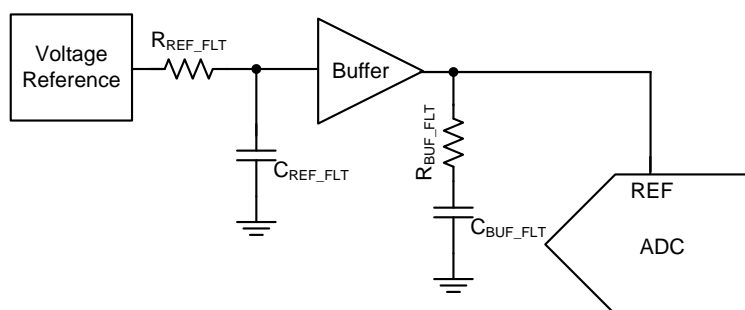 Voltage
Reference
R_REF_FLT
Buffer
C_REF_FLT
R_BUF_FLT
C_BUF_FLT
REF
ADC